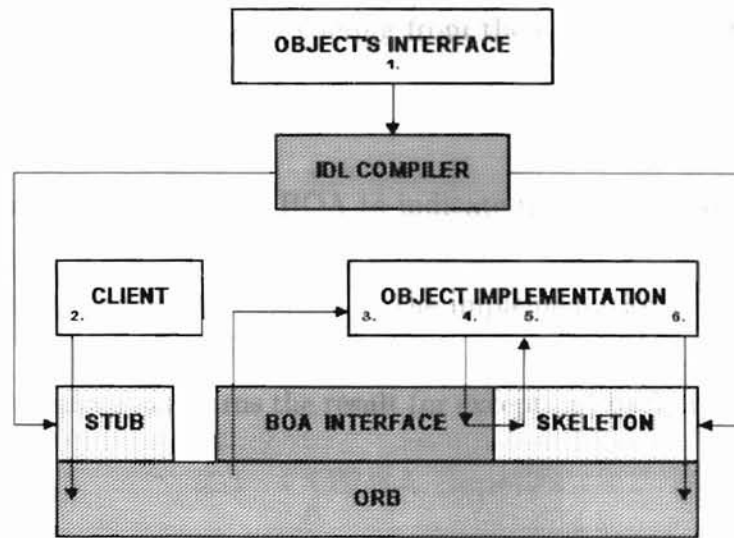 OBJECT'S INTERFACE
1.
IDL COMPILER
CLIENT
2.
OBJECT IMPLEMENTATION
3. 4. 5. 6.
STUB
BOA INTERFACE
SKELETON
ORB